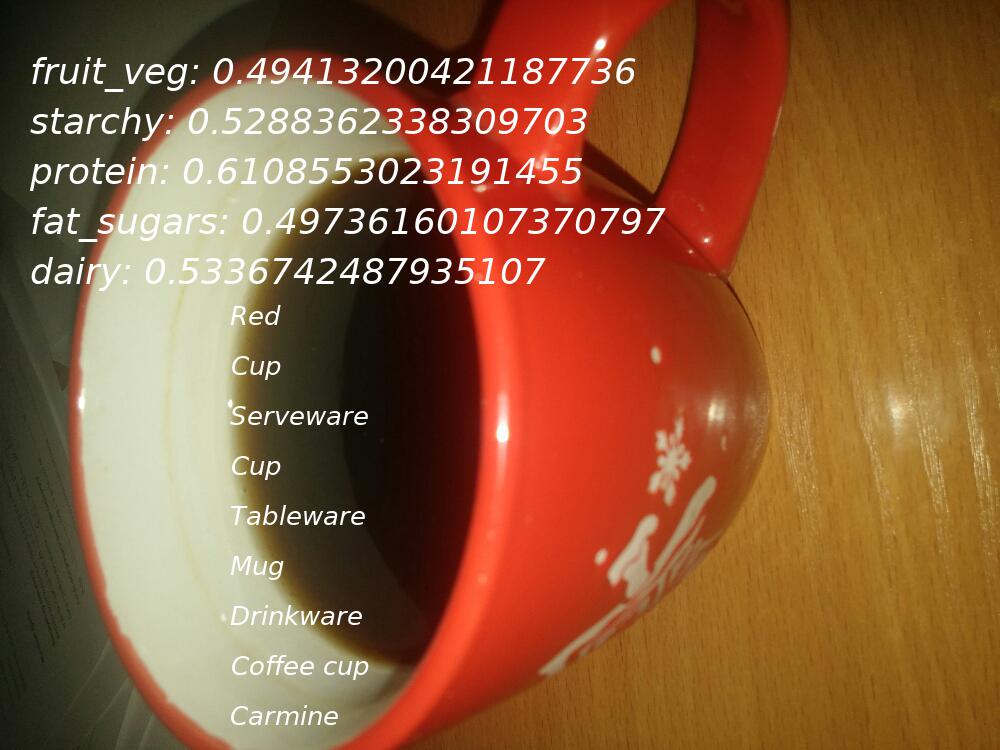 fruit_veg: 0.49413200421187736
starchy: 0.5288362338309703
protein: 0.6108553023191455
fat_sugars: 0.49736160107370797
dairy: 0.5336742487935107
Red
Cup
Serveware
Cup
Tableware
Mug
Drinkware
Coffee cup
Carmine